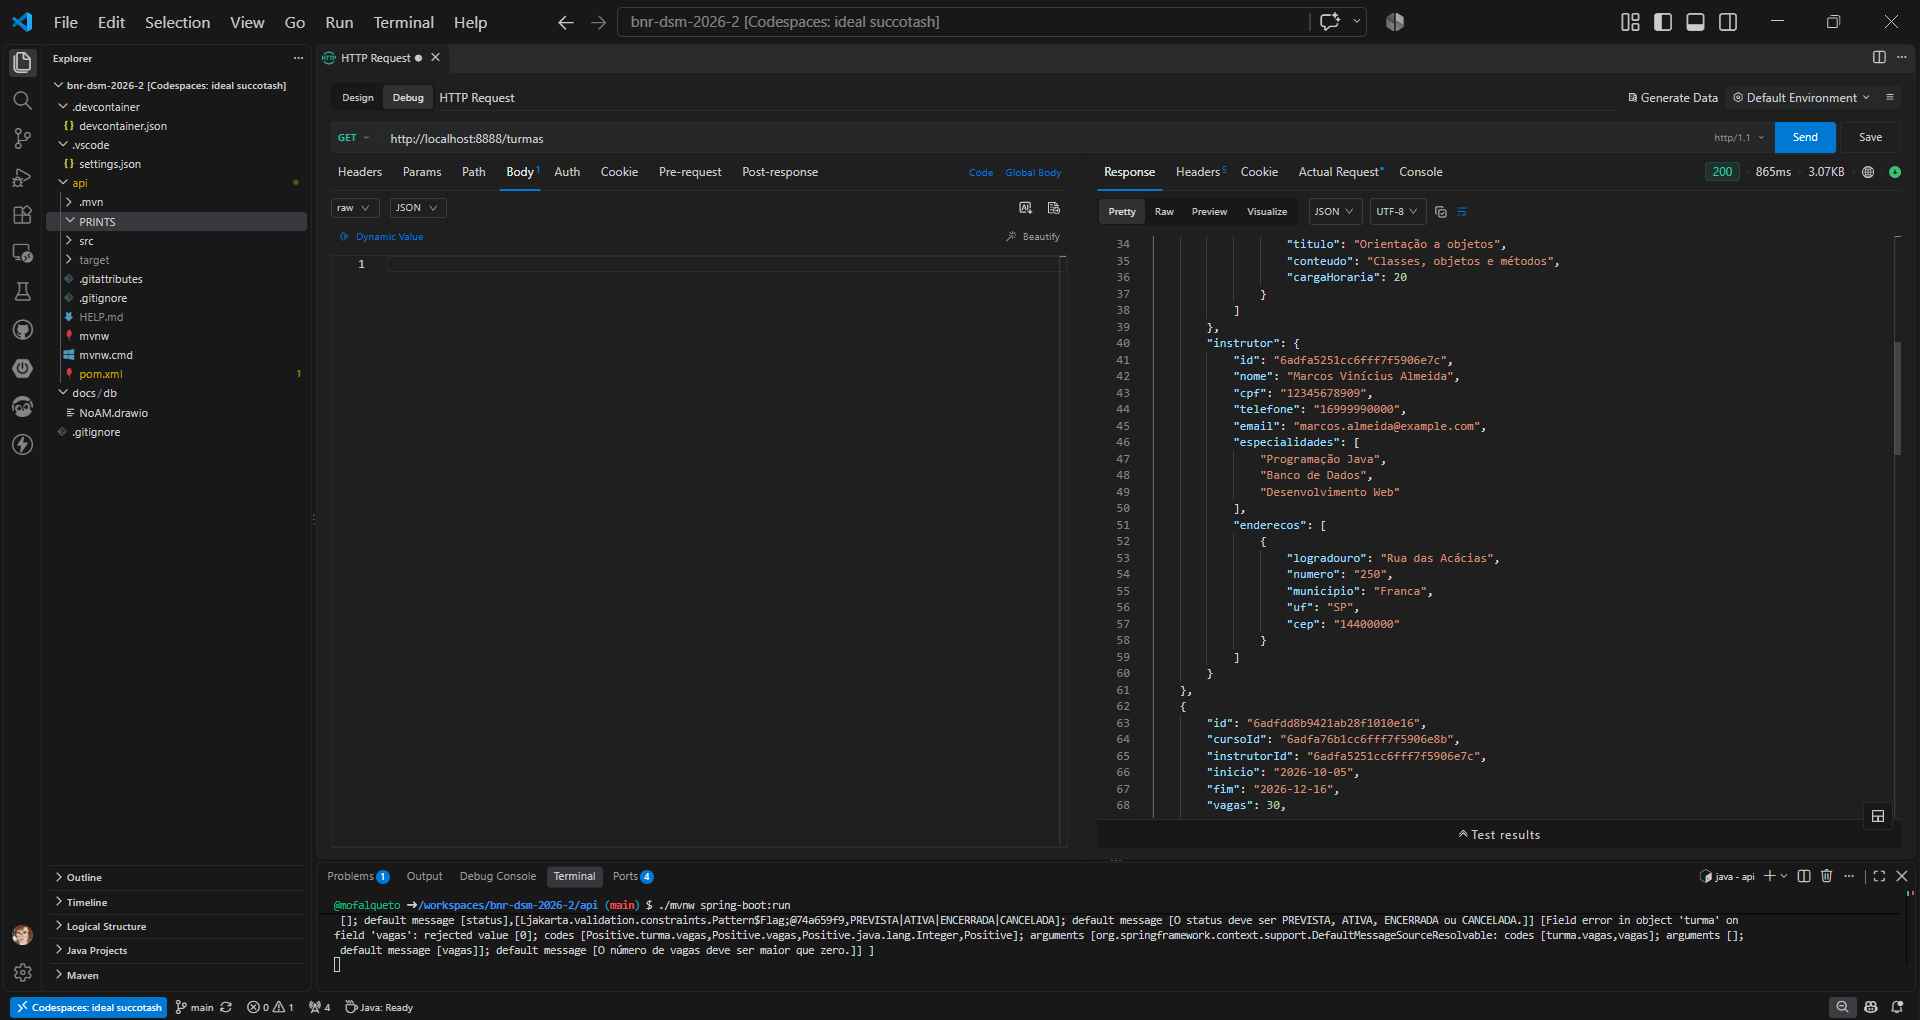 File Edit Selection View Go Run Terminal Help
bnr-dsm-2026-2 [Codespaces: ideal succotash]
Explorer
bnr-dsm-2026-2 [Codespaces: ideal succotash]
.devcontainer
{} devcontainer.json
.vscode
{} settings.json
api
.mvn
PRINTS
src
target
.gitattributes
.gitignore
HELP.md
mvnw
mvnw.cmd
pom.xml 1
docs / db
NoAM.drawio
.gitignore
Outline
Timeline
Logical Structure
Java Projects
Maven
HTTP Request
Design Debug HTTP Request
Generate Data Default Environment
GET http://localhost:8888/turmas http/1.1 Send Save
Headers Params Path Body 1 Auth Cookie Pre-request Post-response Code Global Body
raw JSON
Dynamic Value Beautify
1
Response Headers 5 Cookie Actual Request Console 200 865ms 3.07KB
Pretty Raw Preview Visualize JSON UTF-8
34 "titulo": "Orientação a objetos",
35 "conteudo": "Classes, objetos e métodos",
36 "cargaHoraria": 20
37 }
38 ]
39 },
40 "instrutor": {
41 "id": "6adfa5251cc6fff7f5906e7c",
42 "nome": "Marcos Vinícius Almeida",
43 "cpf": "12345678909",
44 "telefone": "16999990000",
45 "email": "marcos.almeida@example.com",
46 "especialidades": [
47 "Programação Java",
48 "Banco de Dados",
49 "Desenvolvimento Web"
50 ],
51 "enderecos": [
52 {
53 "logradouro": "Rua das Acácias",
54 "numero": "250",
55 "municipio": "Franca",
56 "uf": "SP",
57 "cep": "14400000"
58 }
59 ]
60 }
61 },
62 {
63 "id": "6adfdd8b9421ab28f1010e16",
64 "cursoId": "6adfa76b1cc6fff7f5906e8b",
65 "instrutorId": "6adfa5251cc6fff7f5906e7c",
66 "inicio": "2026-10-05",
67 "fim": "2026-12-16",
68 "vagas": 30,
Test results
Problems 1 Output Debug Console Terminal Ports 4
java - api
@mofalqueto ➜/workspaces/bnr-dsm-2026-2/api (main) $ ./mvnw spring-boot:run
[]; default message [status],[Ljakarta.validation.constraints.Pattern$Flag;@74a659f9,PREVISTA|ATIVA|ENCERRADA|CANCELADA]; default message [O status deve ser PREVISTA, ATIVA, ENCERRADA ou CANCELADA.]] [Field error in object 'turma' on
field 'vagas': rejected value [0]; codes [Positive.turma.vagas,Positive.vagas,Positive.java.lang.Integer,Positive]; arguments [org.springframework.context.support.DefaultMessageSourceResolvable: codes [turma.vagas,vagas]; arguments [];
default message [vagas]]; default message [O número de vagas deve ser maior que zero.]] ]
Codespaces: ideal succotash main 0 1 4 Java: Ready